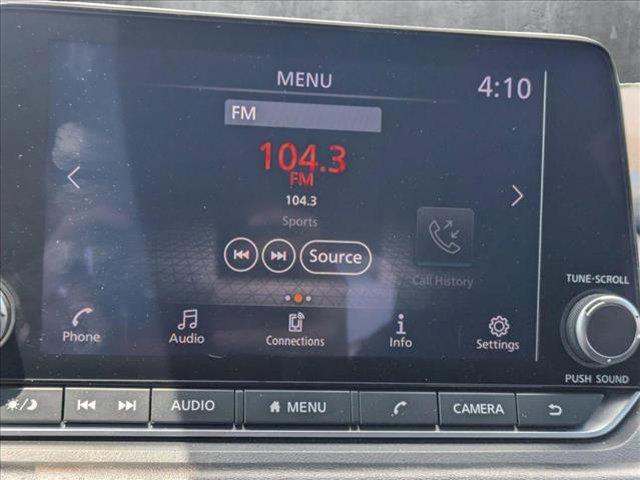 MENU
4:10
FM
104.3
FM
104.3
Sports
Source
Call History
Phone
Audio
Connections
Info
Settings
TUNE-SCROLL
PUSH SOUND
AUDIO
MENU
CAMERA